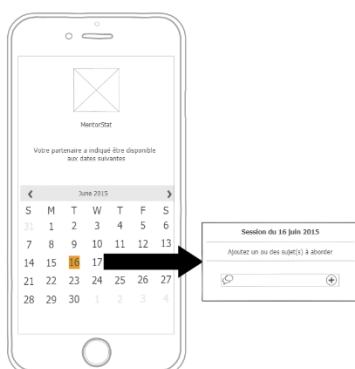 MentorStat
Votre partenaire a indiqué être disponible
aux dates suivantes
June 2015
S M T W T F S
31 1 2 3 4 5 6
7 8 9 10 11 12 13
14 15 16 17
21 22 23 24 25 26 27
28 29 30 1 2 3 4
Session du 16 juin 2015
Ajoutez un ou des sujet(s) à aborder